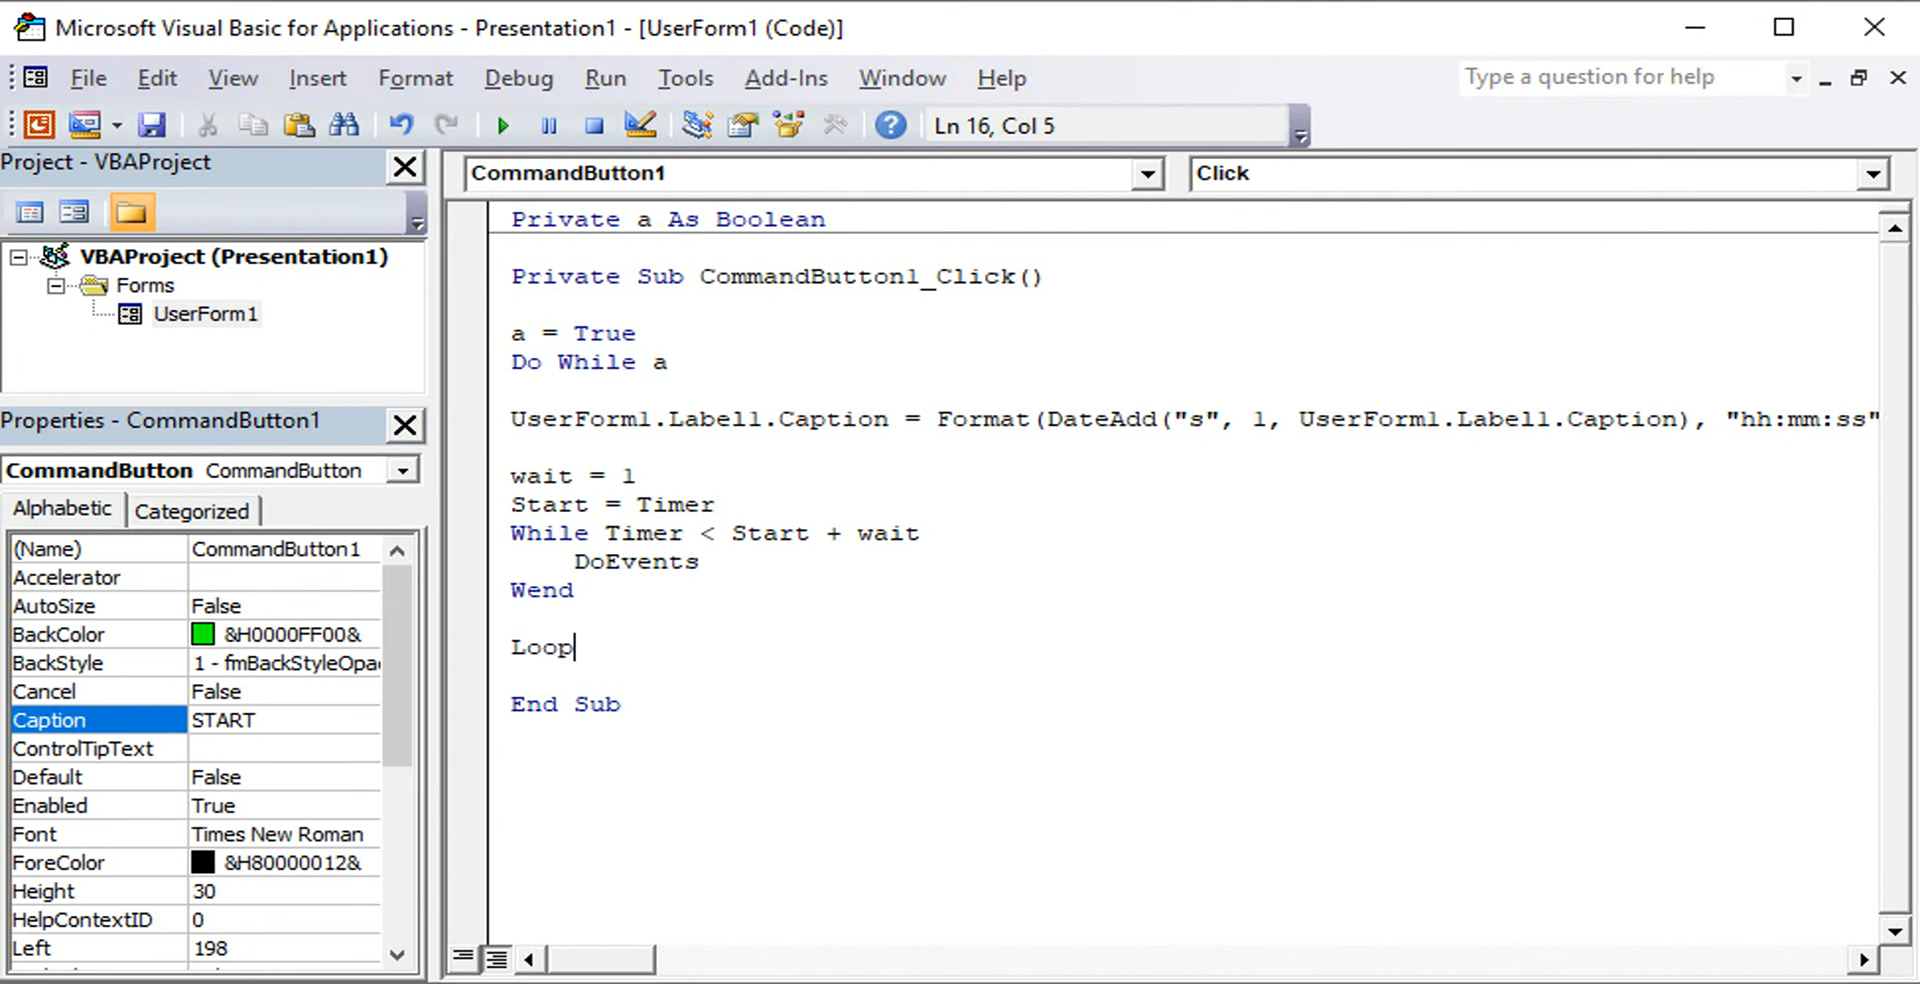 Microsoft Visual Basic for Applications - Presentation1 - [UserForm1 (Code)]
File Edit View Insert Format Debug Run Tools Add-Ins Window Help
Type a question for help
Ln 16, Col 5
Project - VBAProject
VBAProject (Presentation1)
Forms
UserForm1
Properties - CommandButton1
CommandButton CommandButton
Alphabetic Categorized
(Name) CommandButton1
Accelerator
AutoSize False
BackColor &H0000FF00&
BackStyle 1 - fmBackStyleOpa
Cancel False
Caption START
ControlTipText
Default False
Enabled True
Font Times New Roman
ForeColor &H80000012&
Height 30
HelpContextID 0
Left 198
CommandButton1 Click
Private a As Boolean
Private Sub CommandButton1_Click()
a = True
Do While a
UserForm1.Label1.Caption = Format(DateAdd("s", 1, UserForm1.Label1.Caption), "hh:mm:ss"
wait = 1
Start = Timer
While Timer < Start + wait
DoEvents
Wend
Loop
End Sub